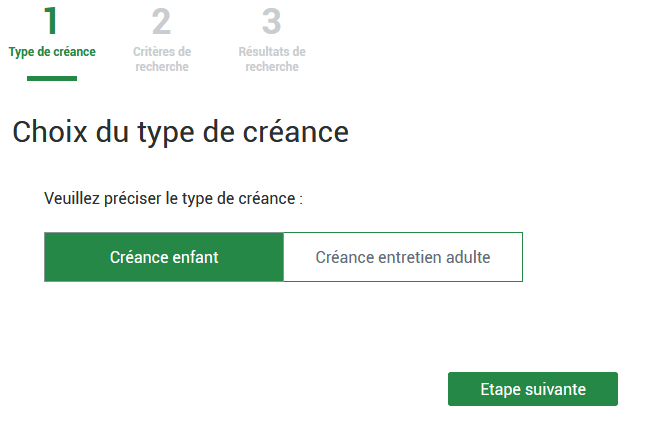 1
Type de créance
2
Critères de
recherche
3
Résultats de
recherche
Choix du type de créance
Veuillez préciser le type de créance :
Créance enfant
Créance entretien adulte
Etape suivante